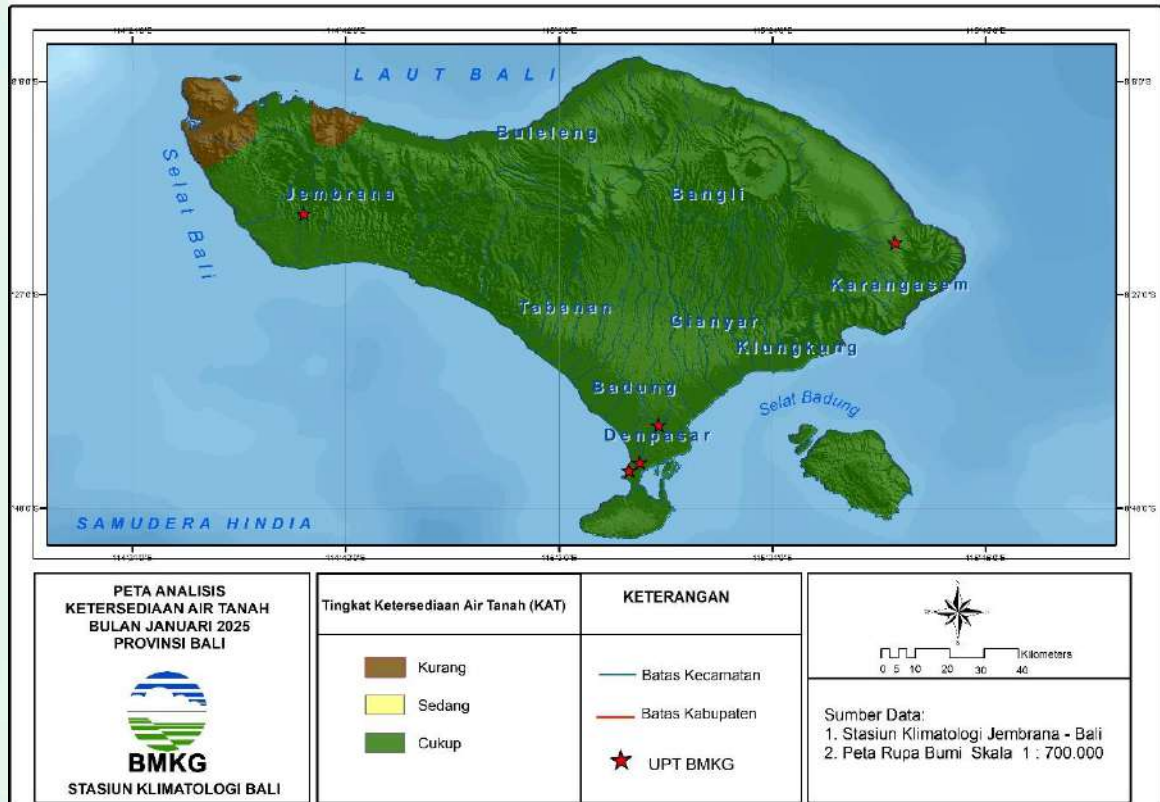 LAUT BALI
Buleleng
Selat Bali
Jembrana
Bangli
Karangasem
Tabanan
Gianyar
Klungkung
Badung
Selat Badung
Denpasar
SAMUDERA HINDIA
8°27'0"S
PETA ANALISIS
KETERSEDIAAN AIR TANAH
BULAN JANUARI 2025
PROVINSI BALI
BMKG
STASIUN KLIMATOLOGI BALI
Tingkat Ketersediaan Air Tanah (KAT)
Kurang
Sedang
Cukup
KETERANGAN
Batas Kecamatan
Batas Kabupaten
UPT BMKG
Kilometers
0 5 10 20 30 40
Sumber Data:
1. Stasiun Klimatologi Jembrana - Bali
2. Peta Rupa Bumi Skala 1 : 700.000